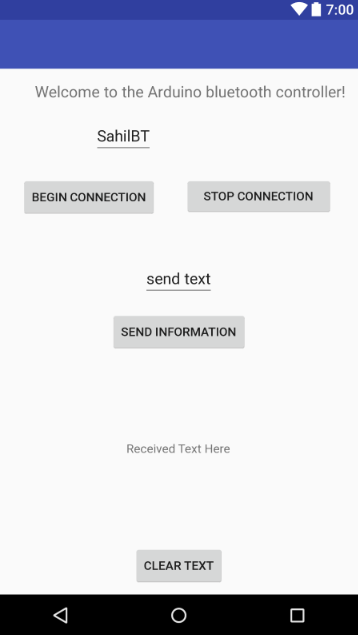 7:00
Welcome to the Arduino bluetooth controller!
SahilBT
BEGIN CONNECTION
STOP CONNECTION
send text
SEND INFORMATION
Received Text Here
CLEAR TEXT